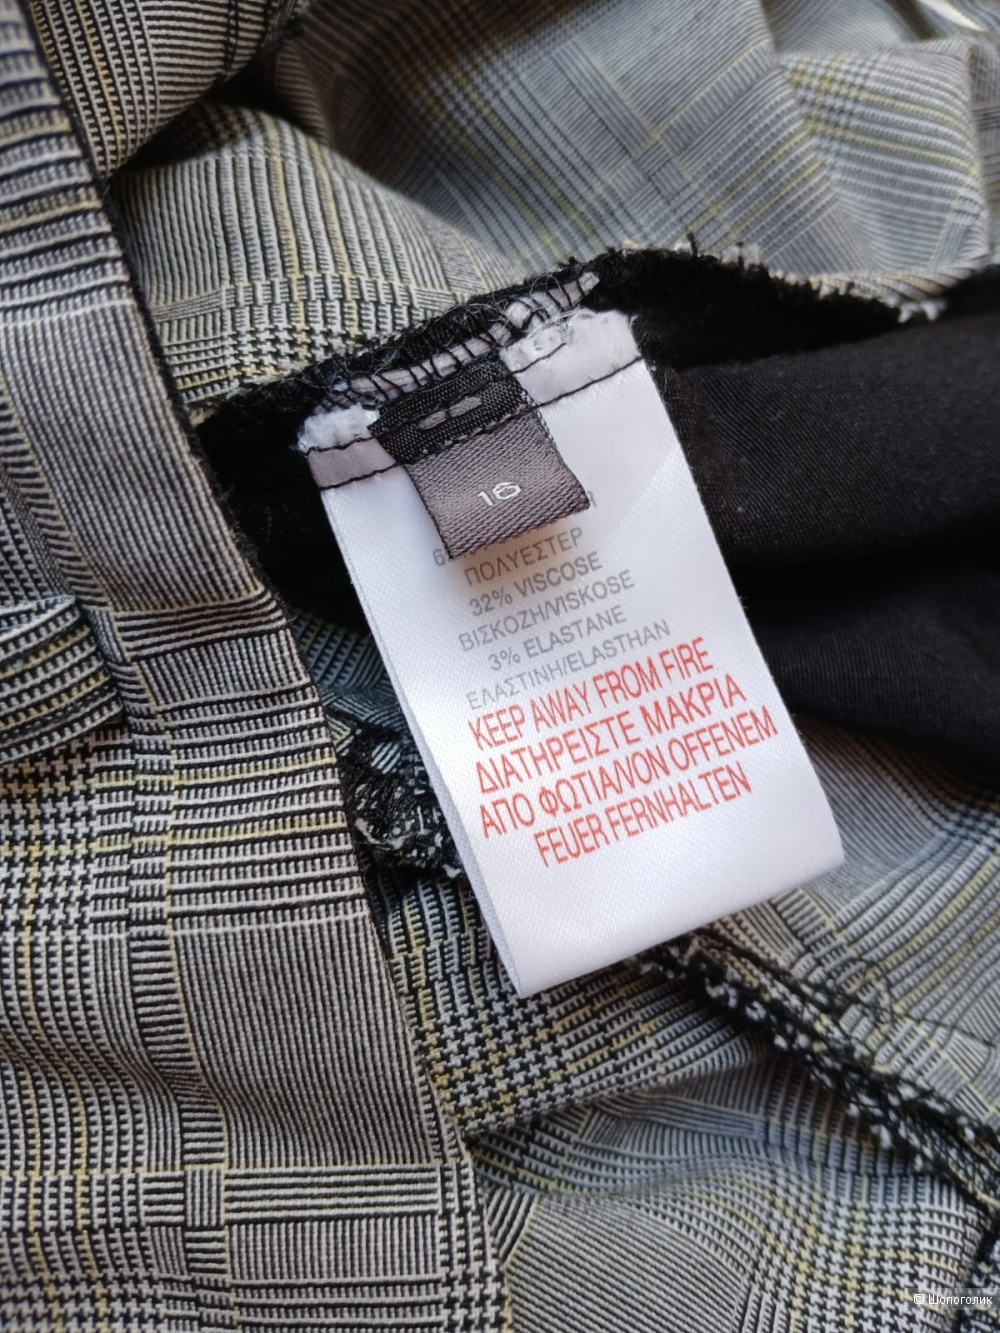 16
ΠΟΛΥΕΣΤΕΡ
32% VISCOSE
ΒΙΣΚΟΖΗ/VISKOSE
3% ELASTANE
ΕΛΑΣΤΙΝΗ/ELASTHAN
KEEP AWAY FROM FIRE
ΔΙΑΤΗΡΕΙΣΤΕ ΜΑΚΡΙΑ
ΑΠΟ ΦΩΤΙΑ/VON OFFENEM
FEUER FERNHALTEN
© Шопоголик